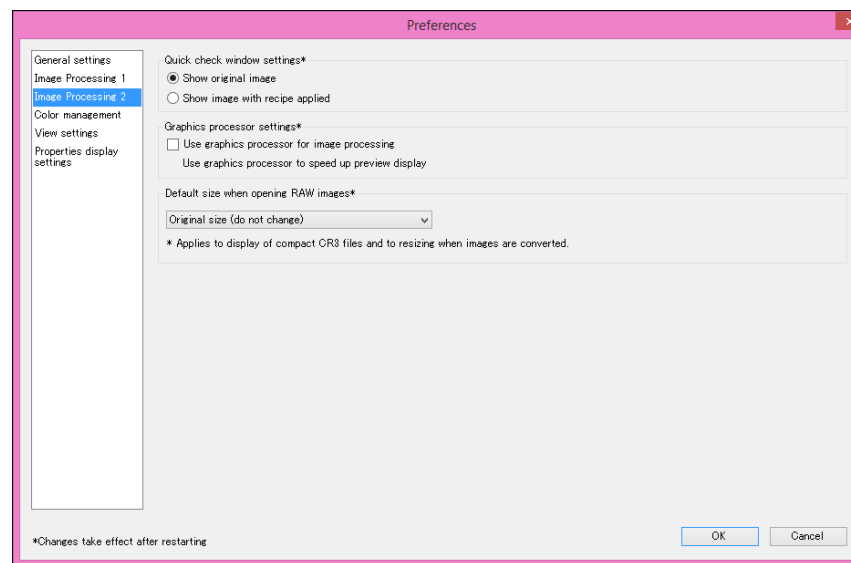 Preferences
General settings
Image Processing 1
Image Processing 2
Color management
View settings
Properties display
settings
Quick check window settings*
Show original image
Show image with recipe applied
Graphics processor settings*
Use graphics processor for image processing
Use graphics processor to speed up preview display
Default size when opening RAW images*
Original size (do not change)
* Applies to display of compact CR3 files and to resizing when images are converted.
*Changes take effect after restarting
OK
Cancel